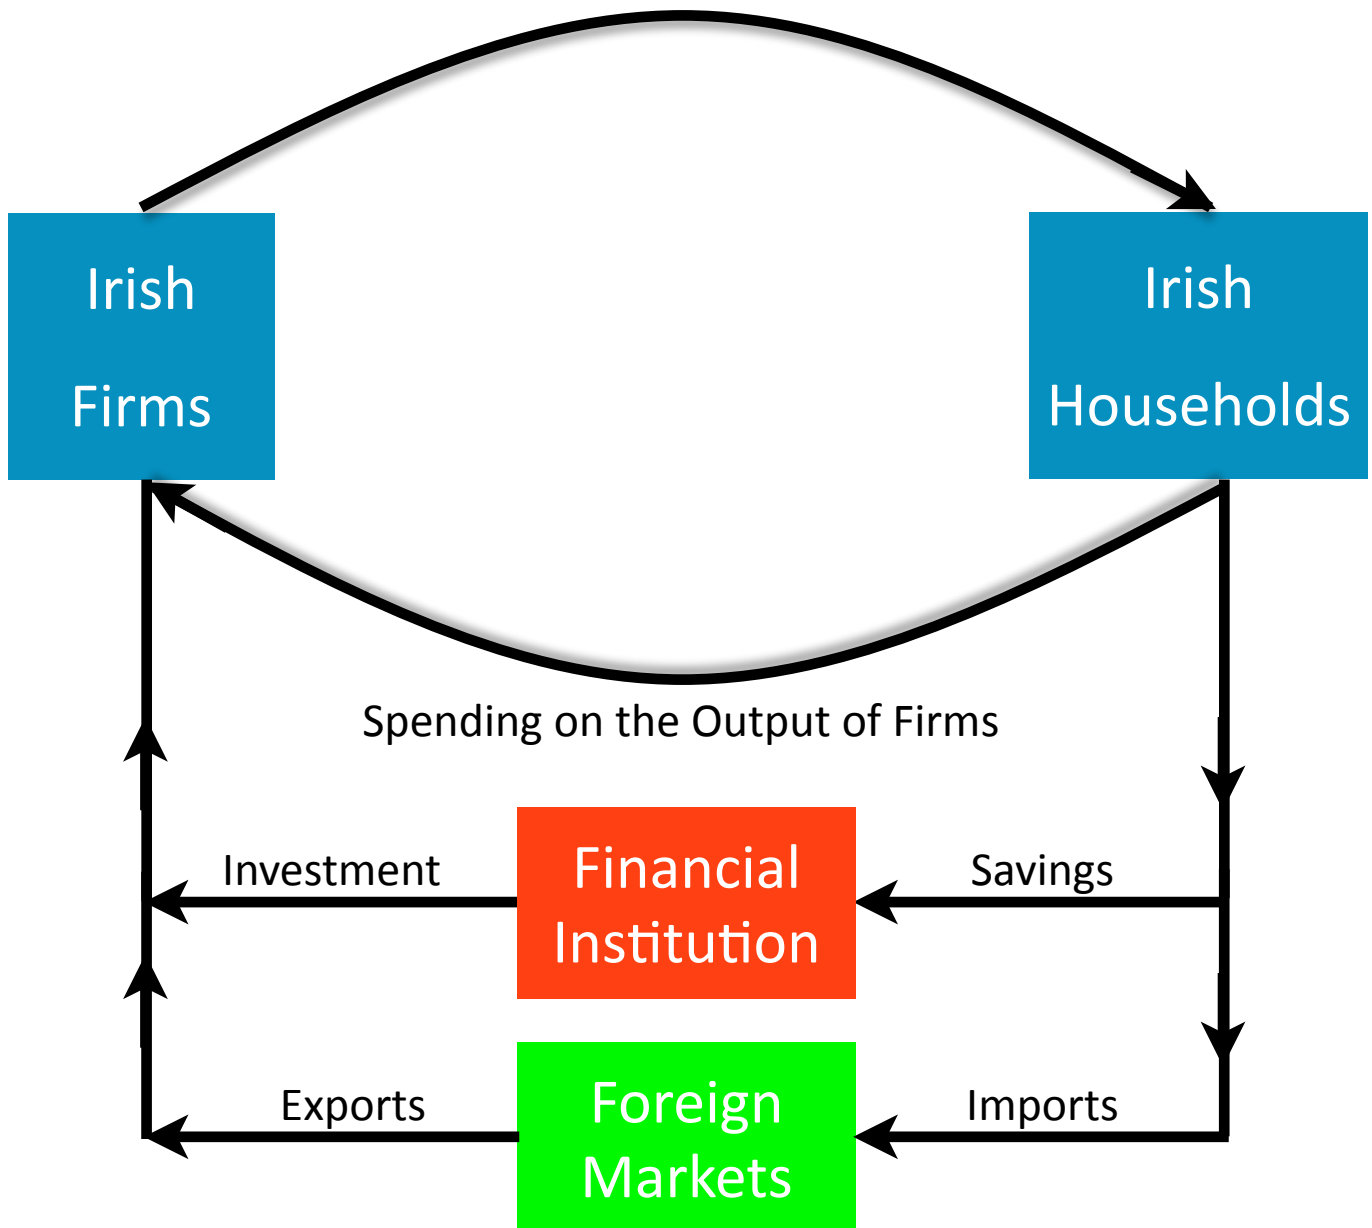 Irish
Firms
Irish
Households
Spending on the Output of Firms
Investment
Financial
Institution
Savings
Exports
Foreign
Markets
Imports